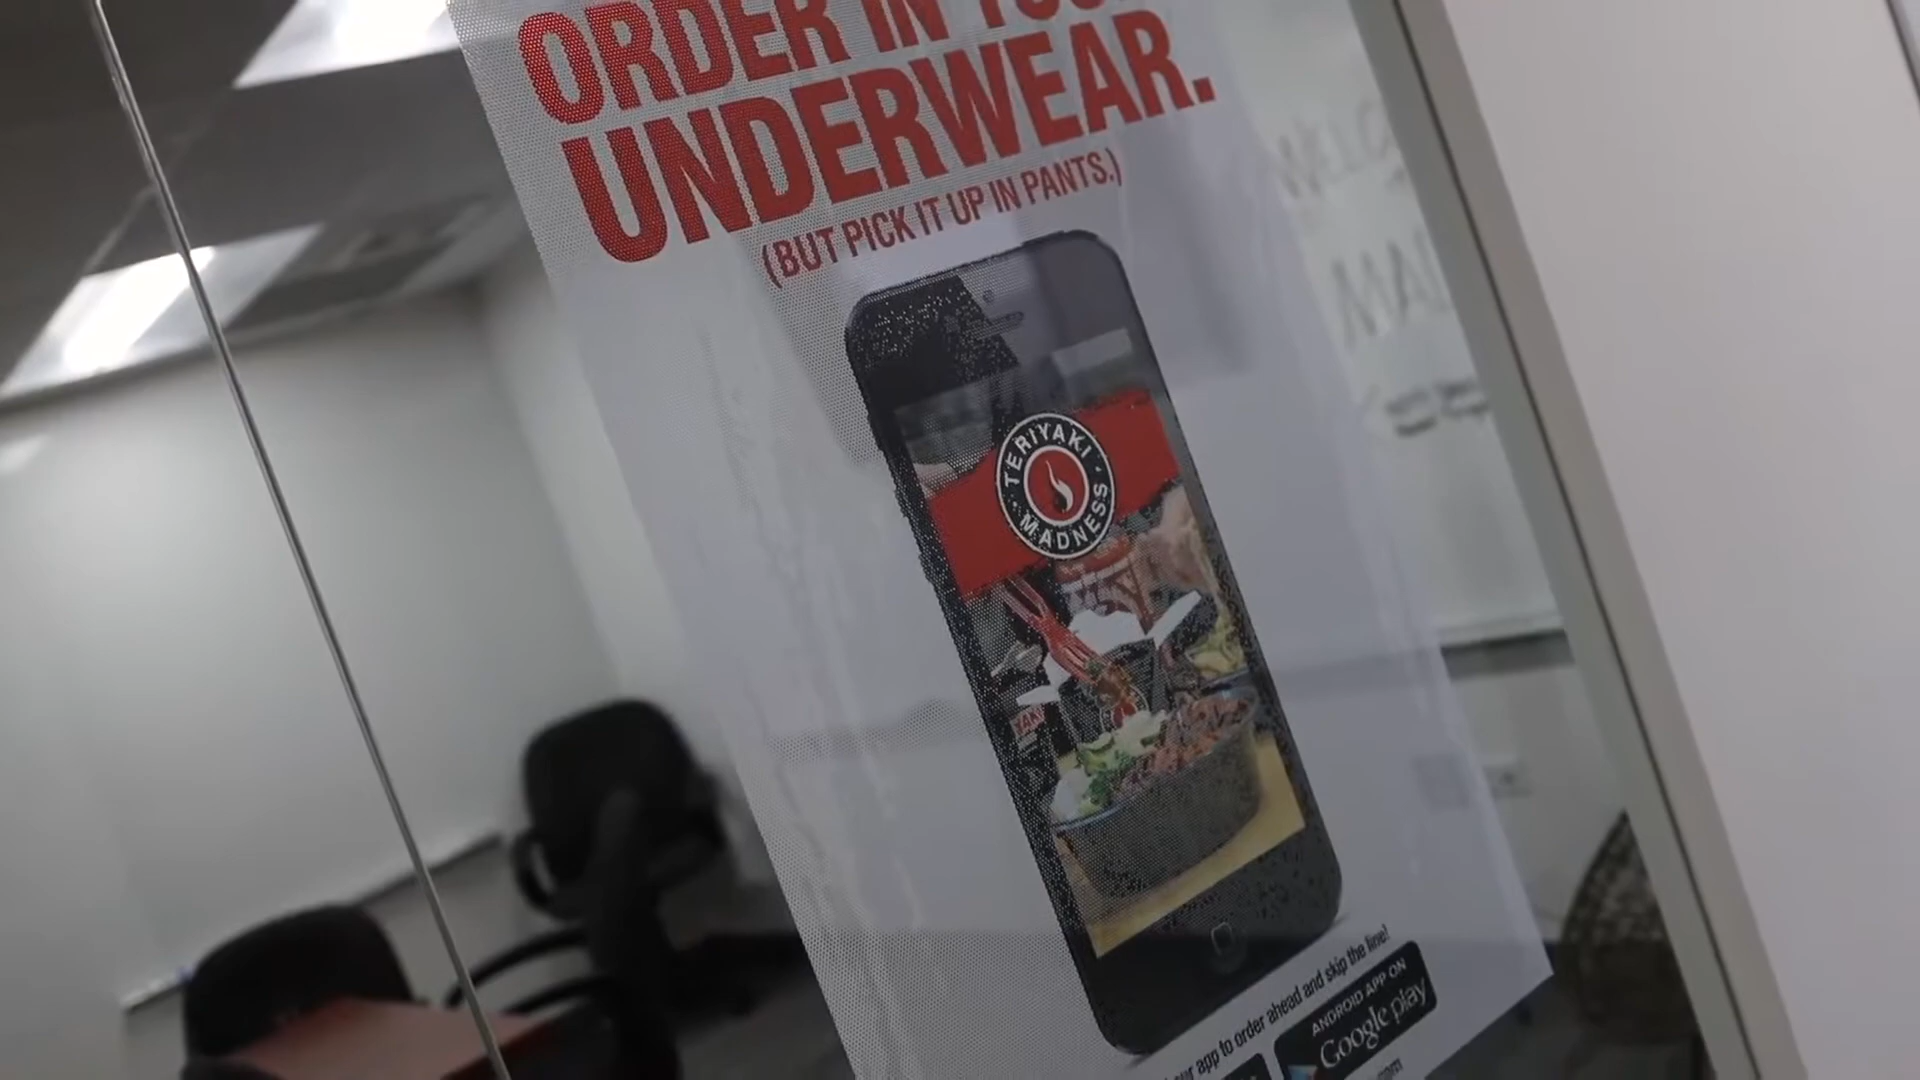 ORDER IN YOUR
UNDERWEAR.
(BUT PICK IT UP IN PANTS.)
TERIYAKI
MADNESS
app to order ahead and skip the line!
ANDROID APP ON
Google play